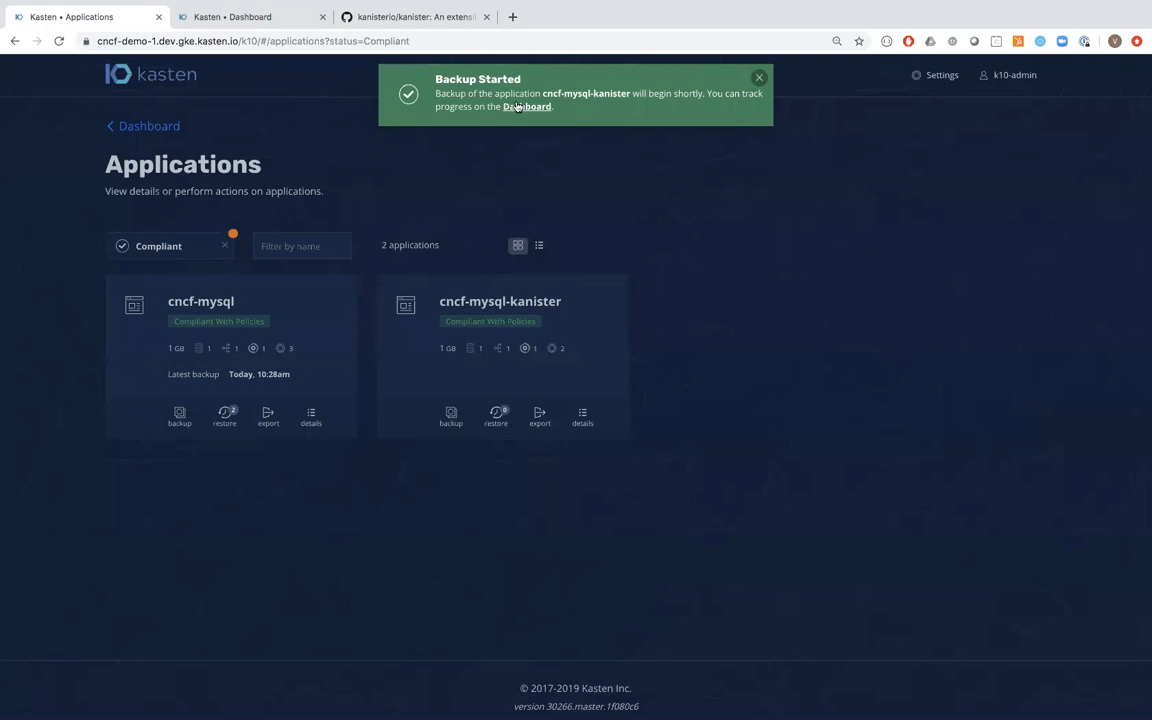 Kasten • Applications
Kasten • Dashboard
kanisterio/kanister: An extensi
cncf-demo-1.dev.gke.kasten.io/k10/#/applications?status=Compliant
V
kasten
Settings
k10-admin
Backup Started
Backup of the application cncf-mysql-kanister will begin shortly. You can track
progress on the Dashboard.
Dashboard
Applications
View details or perform actions on applications.
Compliant
Filter by name
2 applications
cncf-mysql
Compliant With Policies
1 GB 1 1 1 3
Latest backup Today, 10:28am
backup
2
restore
export
details
cncf-mysql-kanister
Compliant With Policies
1 GB 1 1 1 2
backup
0
restore
export
details
© 2017-2019 Kasten Inc.
version 30266.master.1f080c6